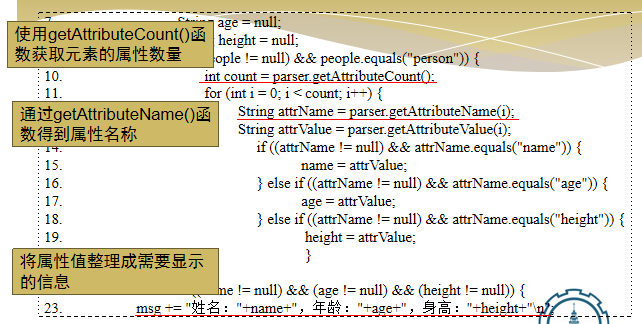 7. String age = null;
使用getAttributeCount()函
数获取元素的属性数量
height = null;
people != null) && people.equals("person")) {
10. int count = parser.getAttributeCount();
11. for (int i = 0; i < count; i++) {
通过getAttributeName()函
数得到属性名称
String attrName = parser.getAttributeName(i);
String attrValue = parser.getAttributeValue(i);
14. if ((attrName != null) && attrName.equals("name")) {
15. name = attrValue;
16. } else if ((attrName != null) && attrName.equals("age")) {
17. age = attrValue;
18. } else if ((attrName != null) && attrName.equals("height")) {
19. height = attrValue;
}
将属性值整理成需要显示
的信息
me != null) && (age != null) && (height != null)) {
23. msg += "姓名："+name+"，年龄："+age+"，身高："+height+"\n";